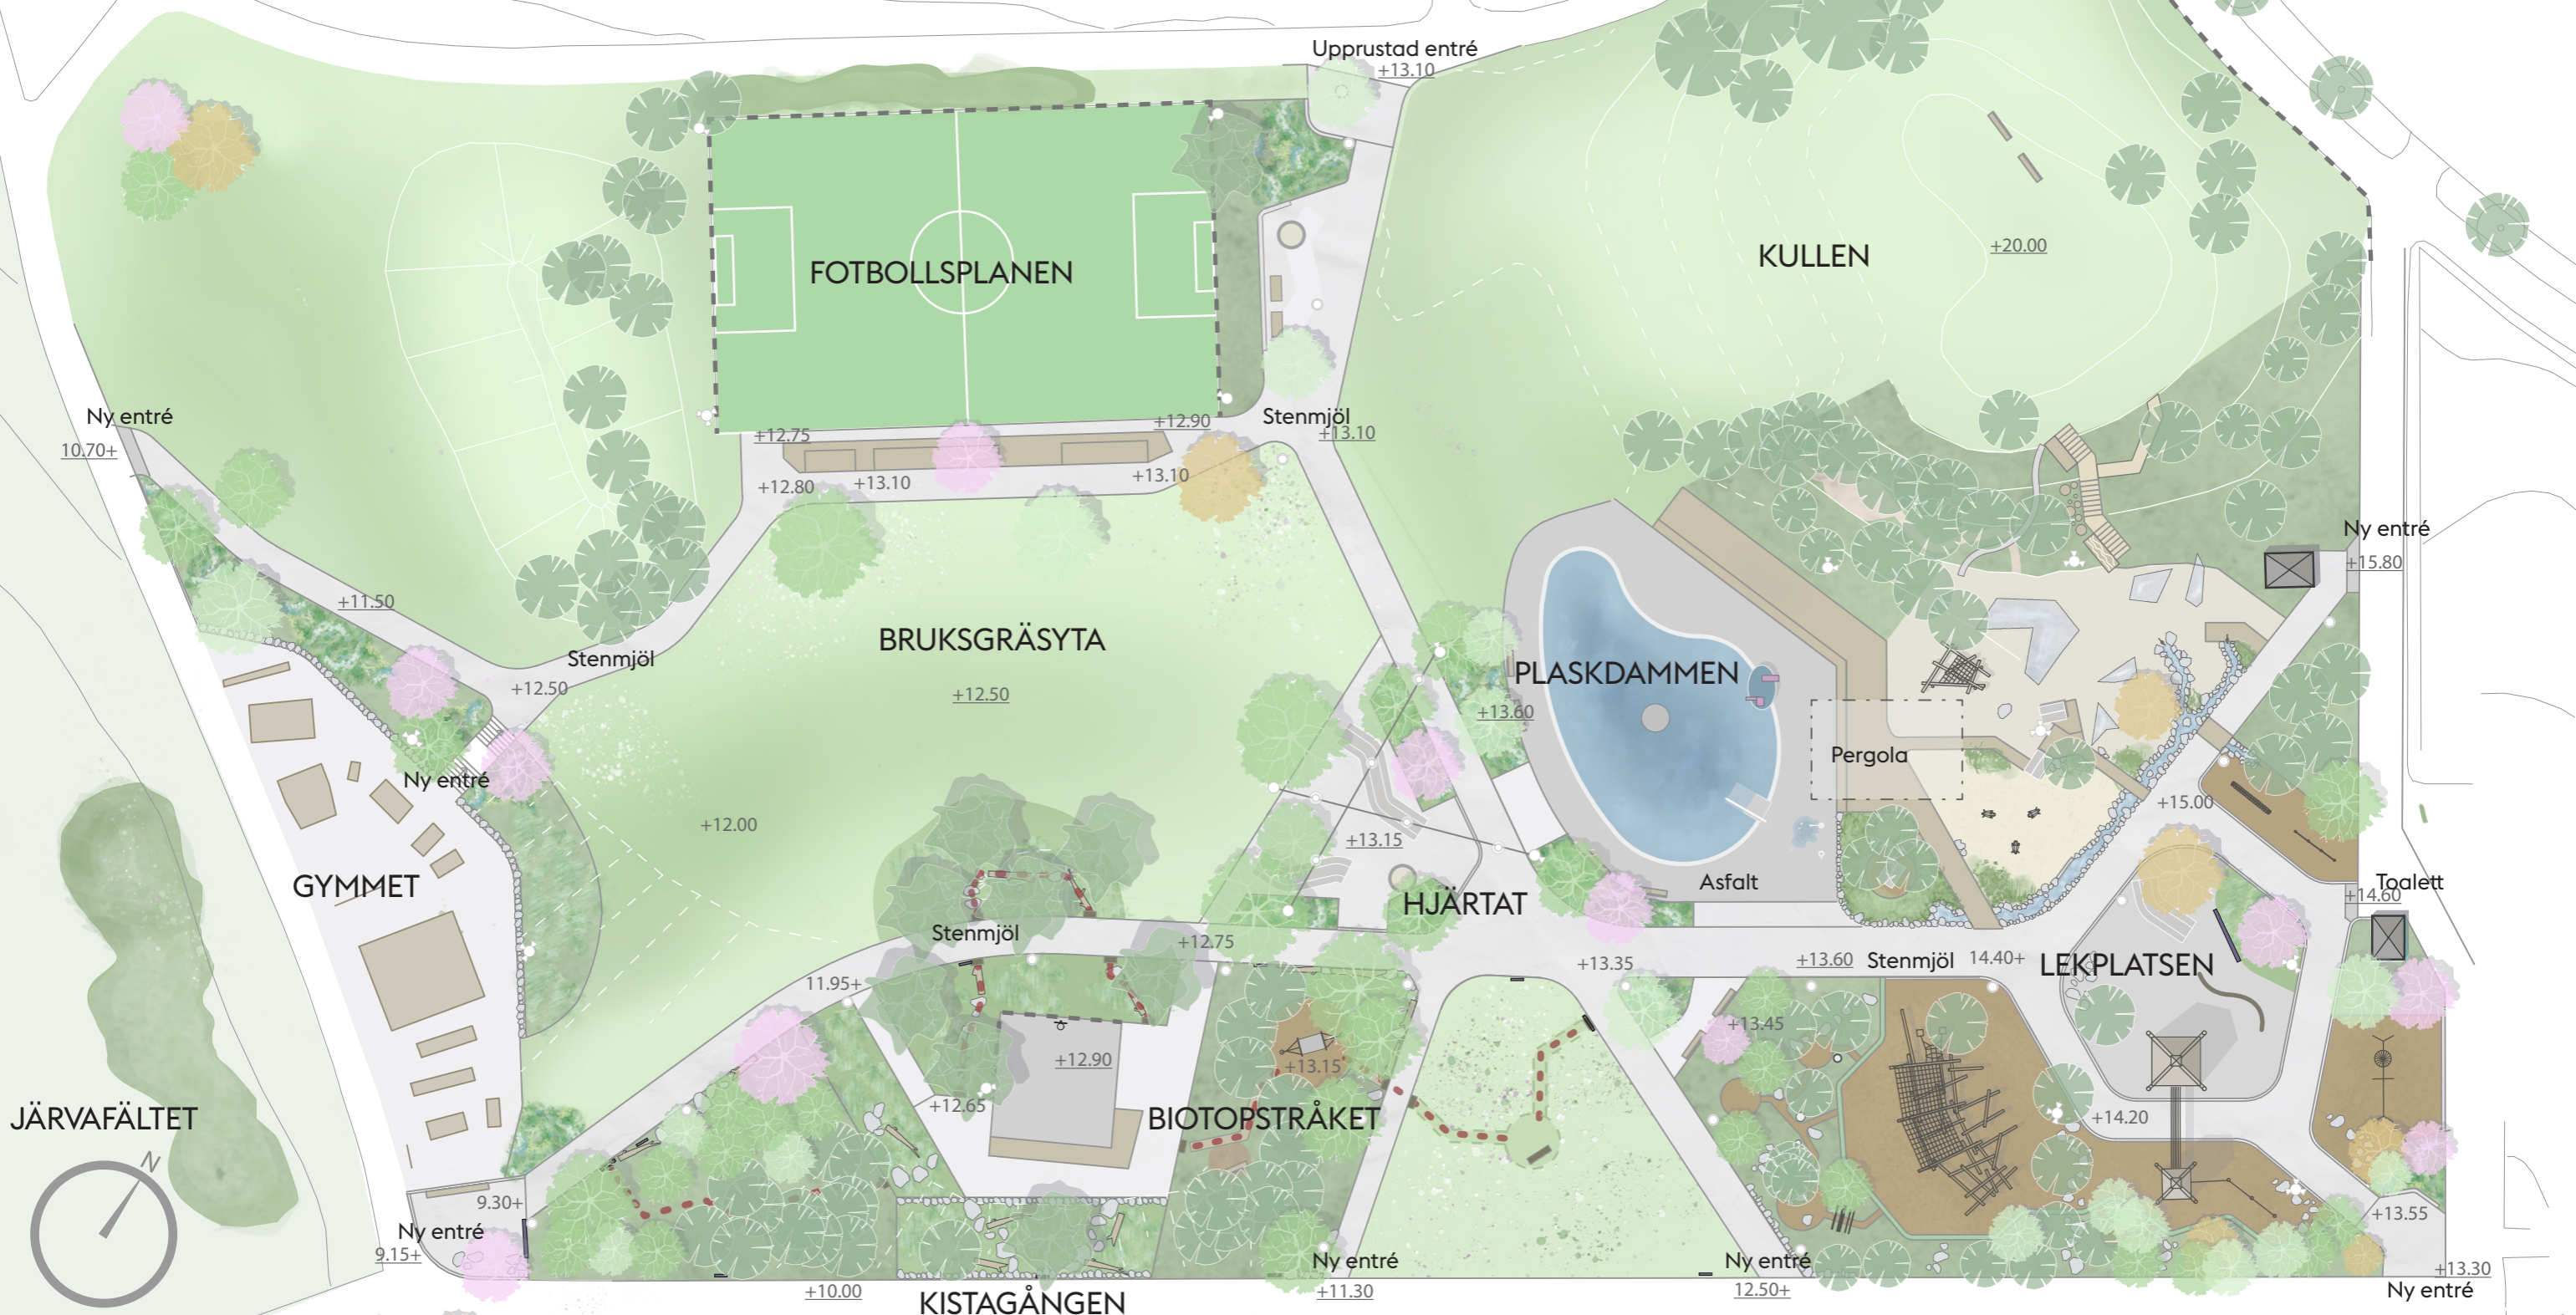 Upprustad entré
+13.10
KULLEN
+20.00
FOTBOLLSPLANEN
Ny entré
10.70+
+12.75
+12.90
Stenmjöl
+13.10
+12.80
+13.10
+13.10
Ny entré
+15.80
+11.50
Stenmjöl
+12.50
BRUKSGRÄSYTA
+12.50
PLASKDAMMEN
+13.60
Pergola
Ny entré
+12.00
+13.15
+15.00
GYMMET
HJÄRTAT
Asfalt
Toalett
+14.60
Stenmjöl
+12.75
11.95+
+13.35
+13.60
Stenmjöl
14.40+
LEKPLATSEN
+13.45
+12.90
+13.15
+12.65
BIOTOPSTRÅKET
+14.20
JÄRVAFÄLTET
N
9.30+
Ny entré
9.15+
+13.55
Ny entré
+11.30
Ny entré
12.50+
+13.30
Ny entré
+10.00
KISTAGÅNGEN